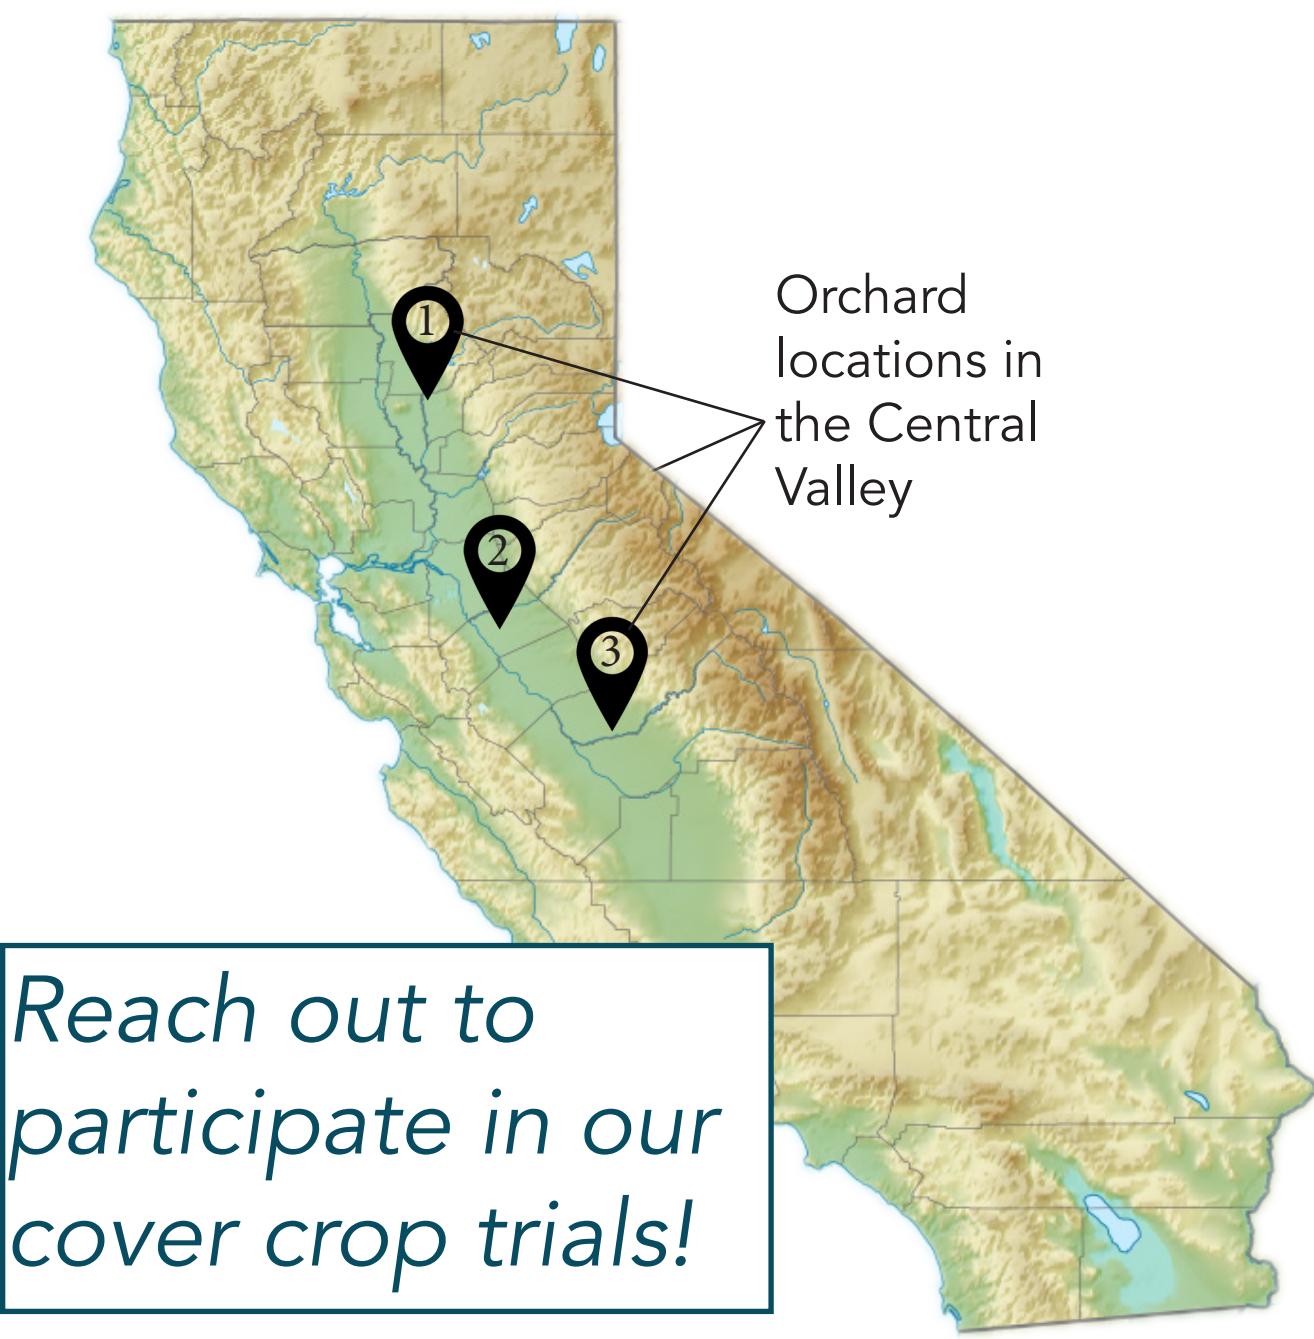 1
Orchard
locations in
the Central
Valley
2
3
Reach out to
participate in our
cover crop trials!